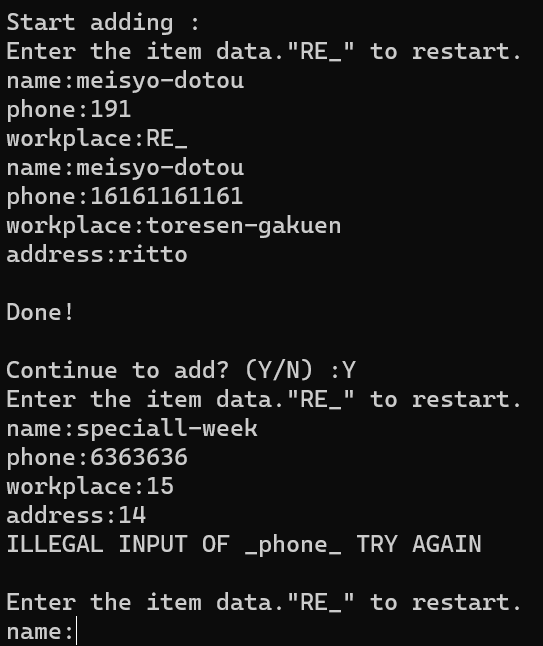 Start adding :
Enter the item data."RE_" to restart.
name:meisyo-dotou
phone:191
workplace:RE_
name:meisyo-dotou
phone:16161161161
workplace:toresen-gakuen
address:ritto
Done!
Continue to add? (Y/N) :Y
Enter the item data."RE_" to restart.
name:speciall-week
phone:6363636
workplace:15
address:14
ILLEGAL INPUT OF _phone_ TRY AGAIN
Enter the item data."RE_" to restart.
name: